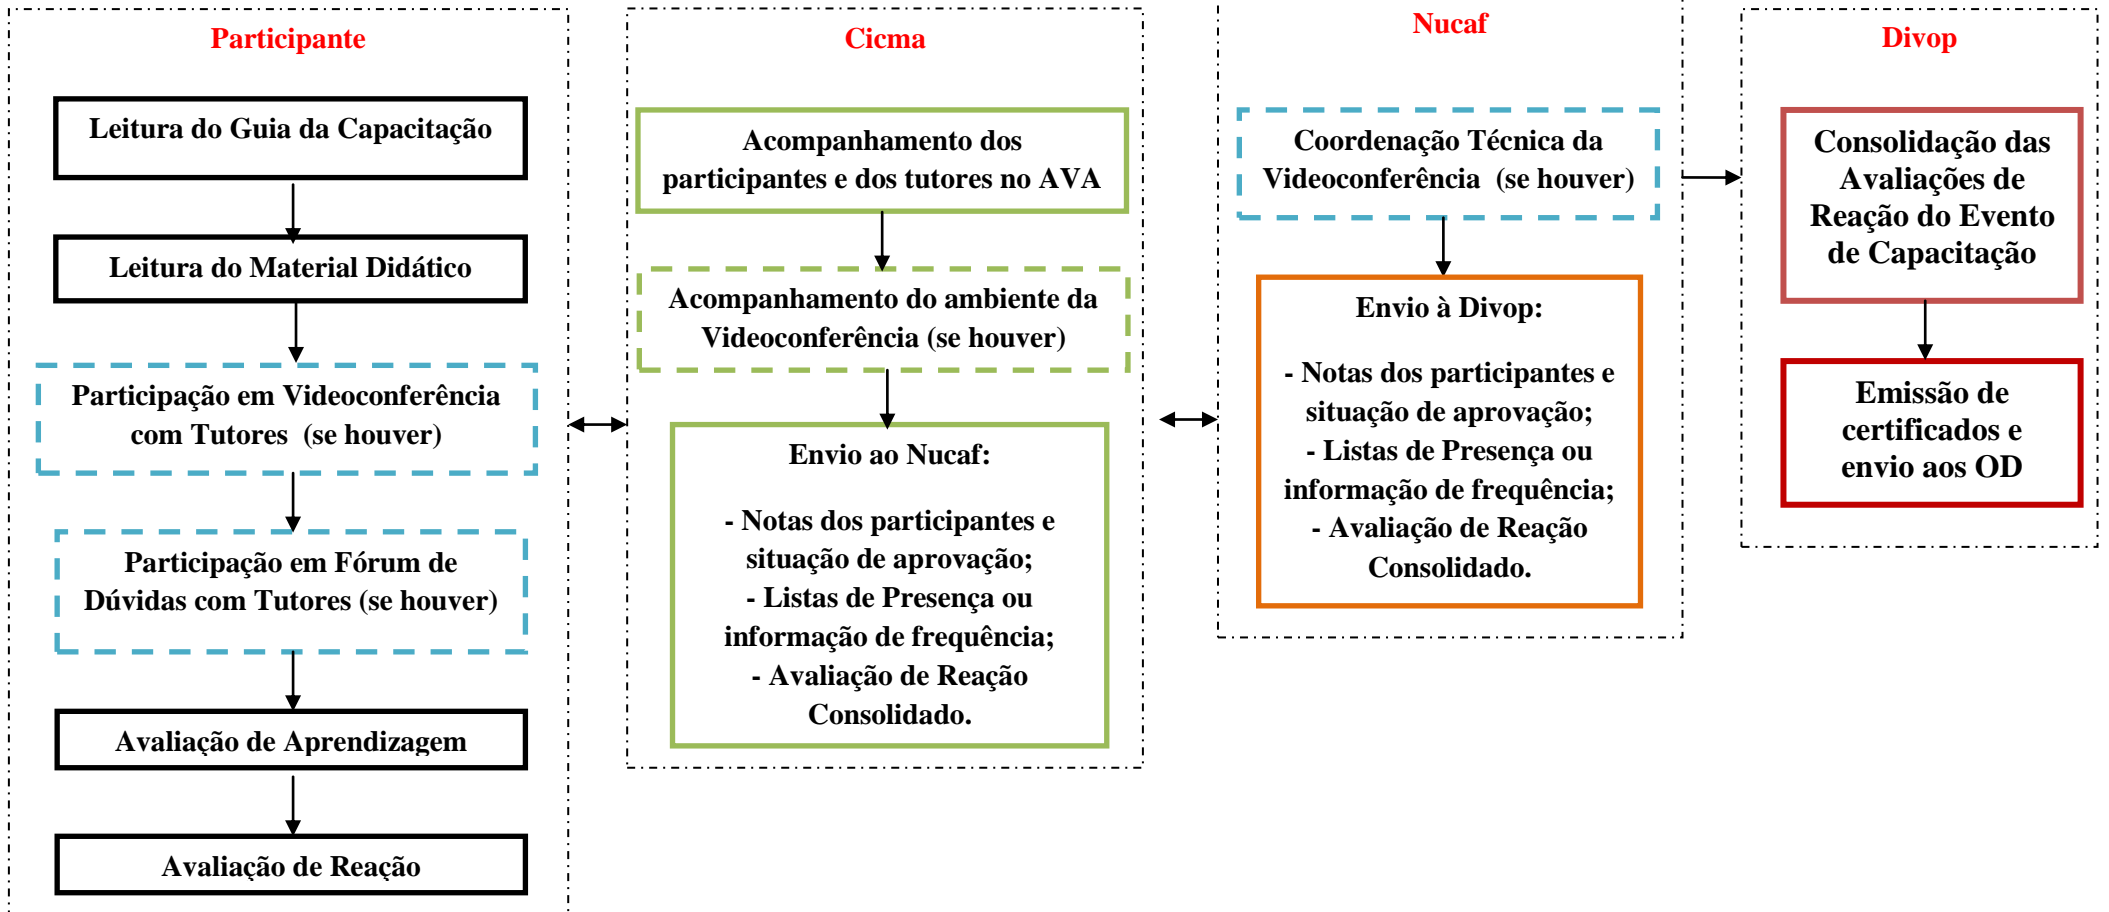 Participante
Leitura do Guia da Capacitação
Leitura do Material Didático
Participação em Videoconferência
com Tutores (se houver)
Participação em Fórum de
Dúvidas com Tutores (se houver)
Avaliação de Aprendizagem
Avaliação de Reação
Cicma
Acompanhamento dos
participantes e dos tutores no AVA
Acompanhamento do ambiente da
Videoconferência (se houver)
Envio ao Nucaf:
- Notas dos participantes e
situação de aprovação;
- Listas de Presença ou
informação de frequência;
- Avaliação de Reação
Consolidado.
Nucaf
Coordenação Técnica da
Videoconferência (se houver)
Envio à Divop:
- Notas dos participantes e
situação de aprovação;
- Listas de Presença ou
informação de frequência;
- Avaliação de Reação
Consolidado.
Divop
Consolidação das
Avaliações de
Reação do Evento
de Capacitação
Emissão de
certificados e
envio aos OD